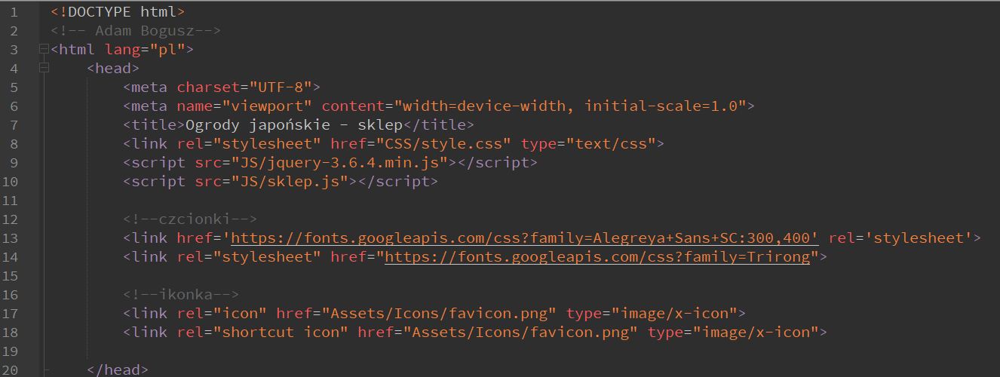 1 <!DOCTYPE html>
2 <!-- Adam Bogusz-->
3 <html lang="pl">
4 <head>
5 <meta charset="UTF-8">
6 <meta name="viewport" content="width=device-width, initial-scale=1.0">
7 <title>Ogrody japońskie - sklep</title>
8 <link rel="stylesheet" href="CSS/style.css" type="text/css">
9 <script src="JS/jquery-3.6.4.min.js"></script>
10 <script src="JS/sklep.js"></script>
11
12 <!--czcionki-->
13 <link href='https://fonts.googleapis.com/css?family=Alegreya+Sans+SC:300,400' rel='stylesheet'>
14 <link rel="stylesheet" href="https://fonts.googleapis.com/css?family=Trirong">
15
16 <!--ikonka-->
17 <link rel="icon" href="Assets/Icons/favicon.png" type="image/x-icon">
18 <link rel="shortcut icon" href="Assets/Icons/favicon.png" type="image/x-icon">
19
20 </head>